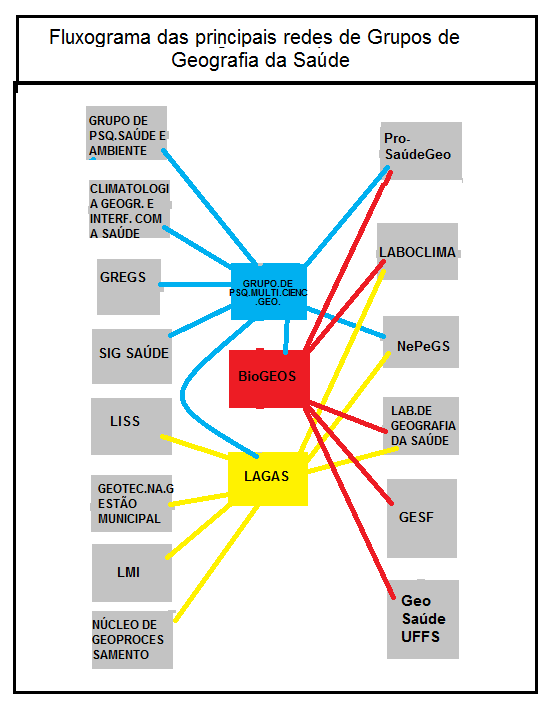 Fluxograma das principais redes de Grupos de
Geografia da Saúde
GRUPO DE
PSQ.SAÚDE E
AMBIENTE
CLIMATOLOGI
A GEOGR. E
INTERF. COM
A SAÚDE
GREGS
SIG SAÚDE
LISS
GEOTEC.NA.G
ESTÃO
MUNICIPAL
LMI
NÚCLEO DE
GEOPROCES
SAMENTO
GRUPO.DE
PSQ.MULTI.CIENC
.GEO.
BioGEOS
LAGAS
Pro-
SaúdeGeo
LABOCLIMA
NePeGS
LAB.DE
GEOGRAFIA
DA SAÚDE
GESF
Geo
Saúde
UFFS